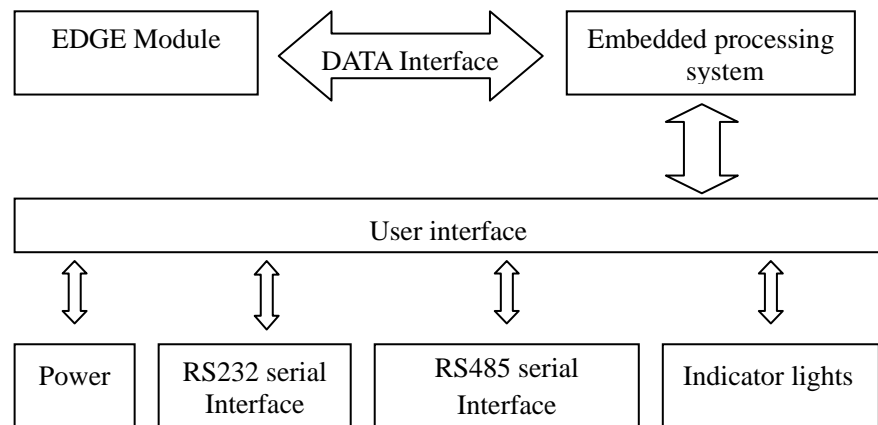 EDGE Module
DATA Interface
Embedded processing
system
User interface
Power
RS232 serial
Interface
RS485 serial
Interface
Indicator lights